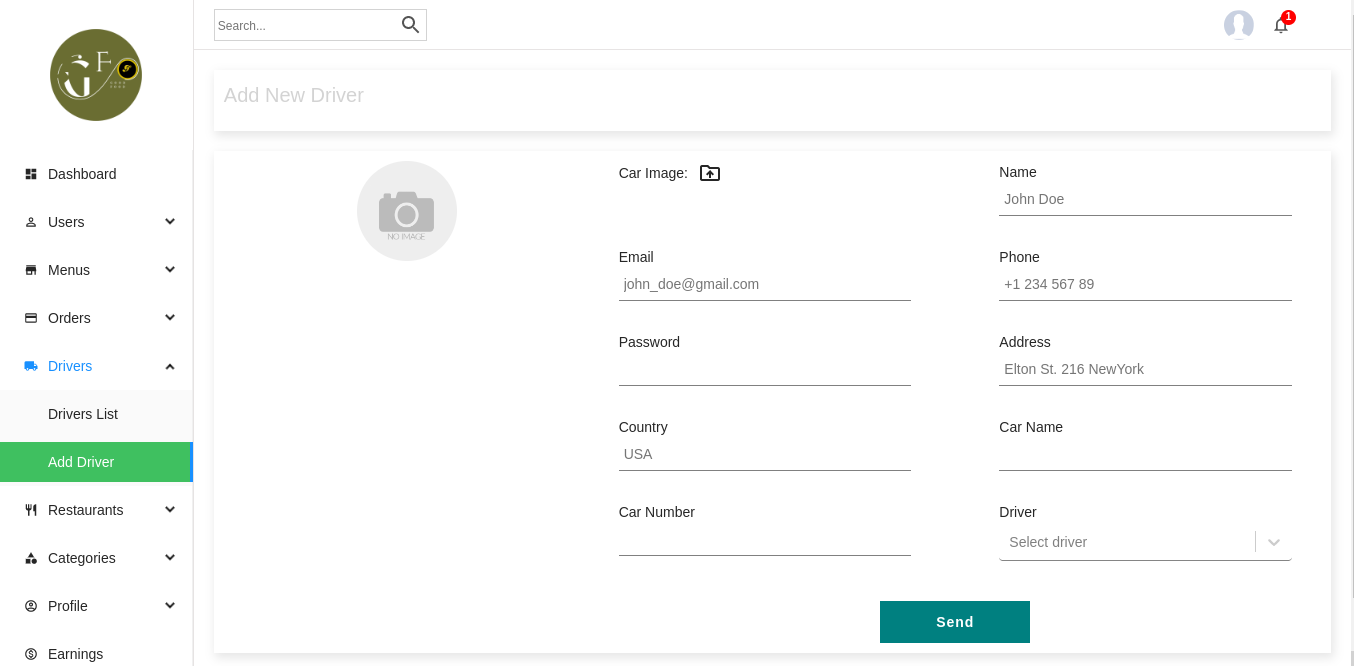 Search...
1
GF
Add New Driver
Dashboard
Users
Menus
Orders
Drivers
Drivers List
Add Driver
Restaurants
Categories
Profile
Earnings
NO IMAGE
Car Image:
Name
John Doe
Email
john_doe@gmail.com
Phone
+1 234 567 89
Password
Address
Elton St. 216 NewYork
Country
USA
Car Name
Car Number
Driver
Select driver
Send